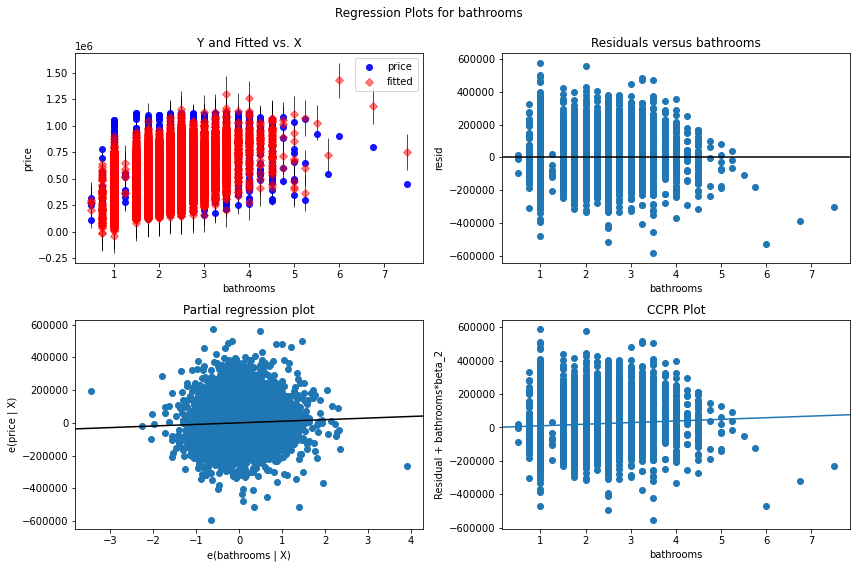 Regression Plots for bathrooms
Y and Fitted vs. X
1e6
price
fitted
1.50
1.25
1.00
0.75
0.50
0.25
0.00
−0.25
price
1 2 3 4 5 6 7
bathrooms
Residuals versus bathrooms
600000
400000
200000
0
−200000
−400000
−600000
resid
1 2 3 4 5 6 7
bathrooms
Partial regression plot
600000
400000
200000
0
−200000
−400000
−600000
e(price | X)
−3 −2 −1 0 1 2 3 4
e(bathrooms | X)
CCPR Plot
600000
400000
200000
0
−200000
−400000
−600000
Residual + bathrooms*beta_2
1 2 3 4 5 6 7
bathrooms